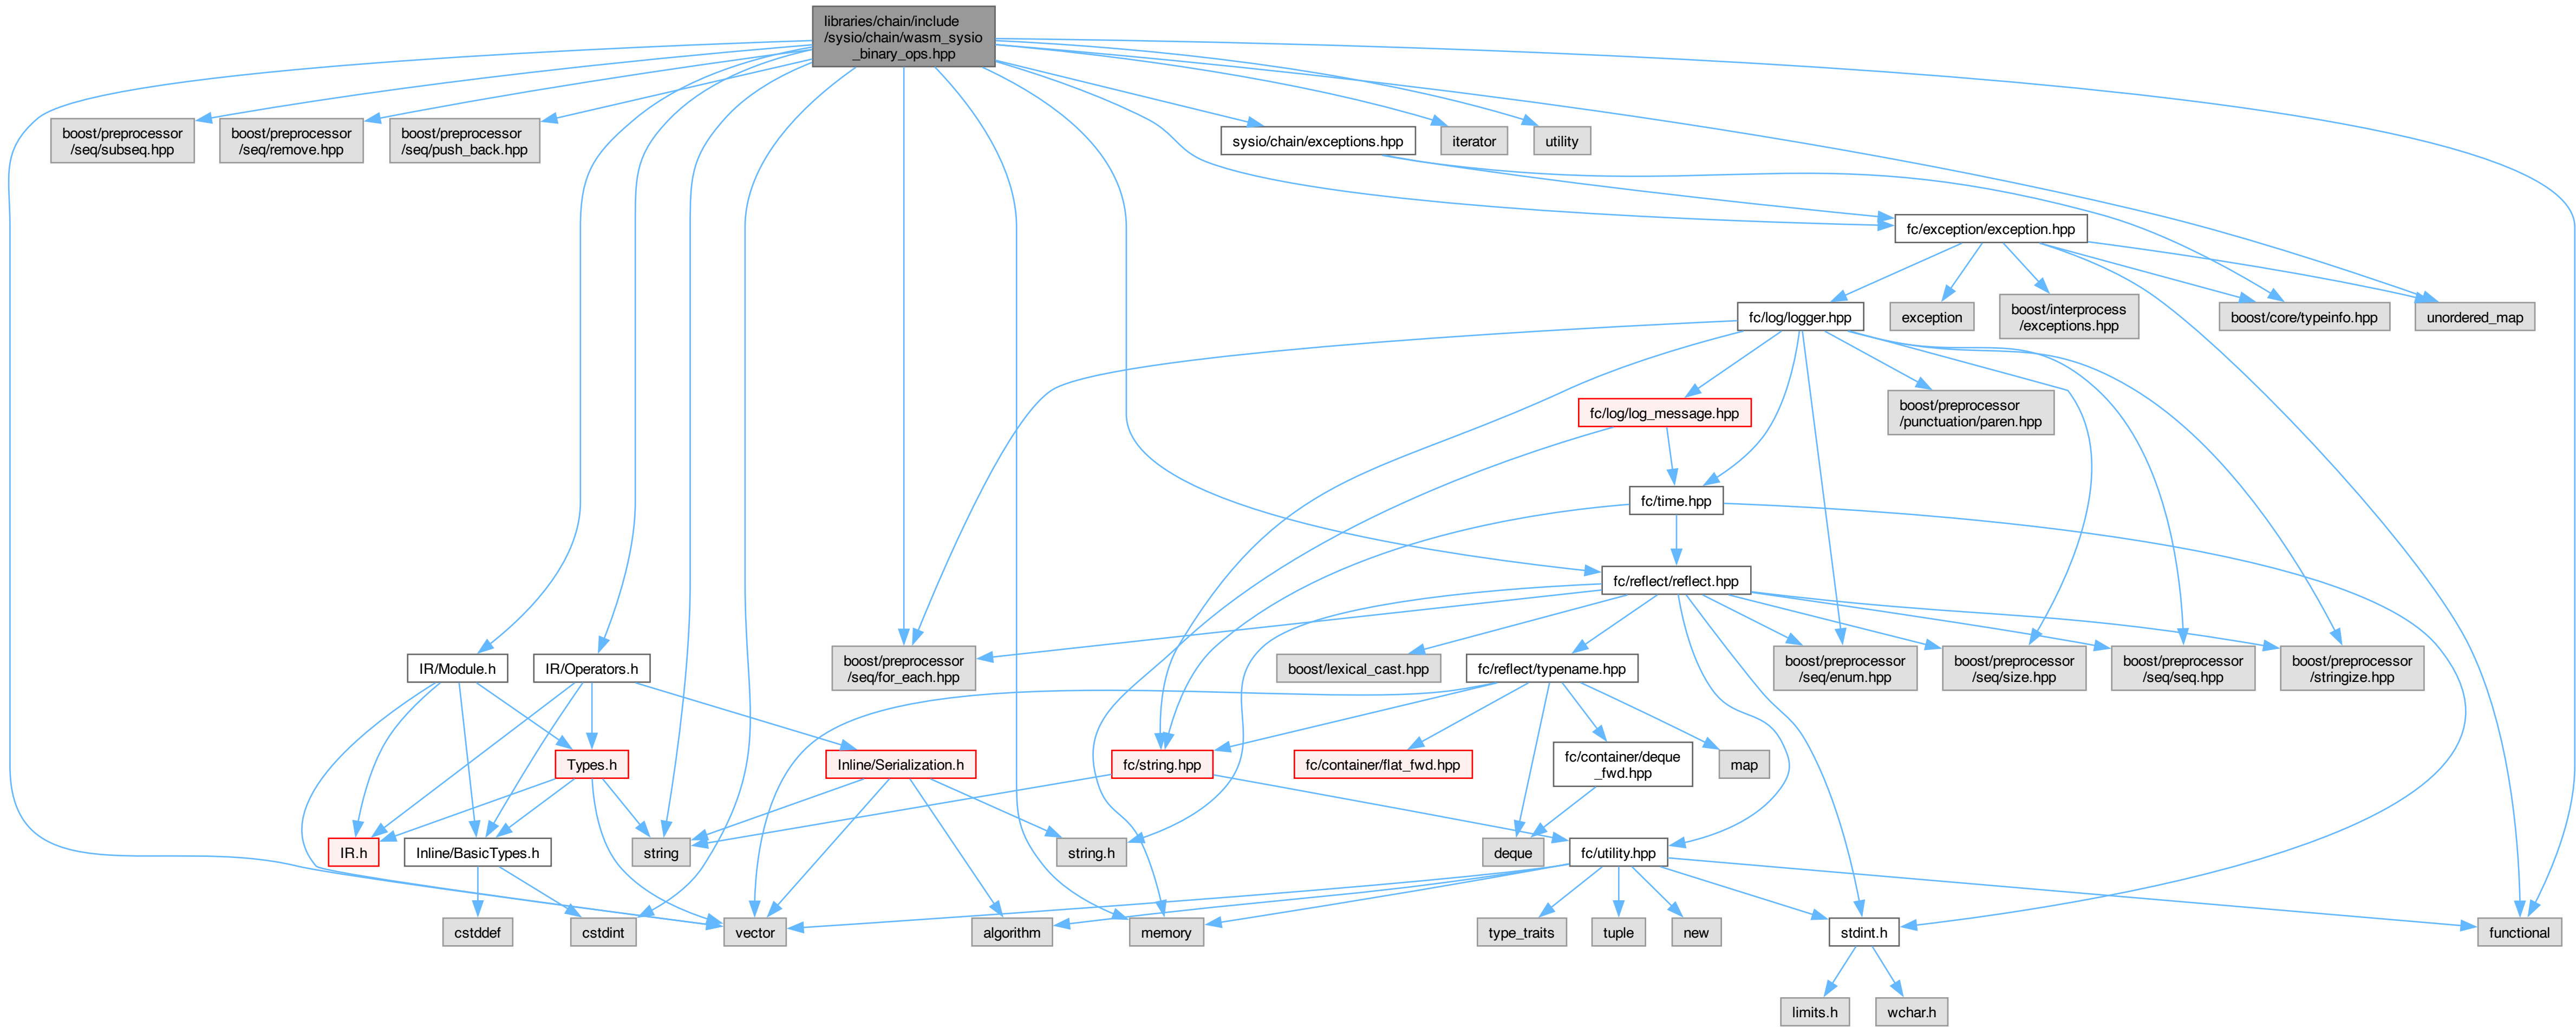 libraries/chain/include
/sysio/chain/wasm_sysio
_binary_ops.hpp
boost/preprocessor
/seq/subseq.hpp
boost/preprocessor
/seq/remove.hpp
boost/preprocessor
/seq/push_back.hpp
sysio/chain/exceptions.hpp
iterator
utility
fc/exception/exception.hpp
fc/log/logger.hpp
exception
boost/interprocess
/exceptions.hpp
boost/core/typeinfo.hpp
unordered_map
fc/log/log_message.hpp
boost/preprocessor
/punctuation/paren.hpp
fc/time.hpp
fc/reflect/reflect.hpp
IR/Module.h
IR/Operators.h
boost/preprocessor
/seq/for_each.hpp
boost/lexical_cast.hpp
fc/reflect/typename.hpp
boost/preprocessor
/seq/enum.hpp
boost/preprocessor
/seq/size.hpp
boost/preprocessor
/seq/seq.hpp
boost/preprocessor
/stringize.hpp
Types.h
Inline/Serialization.h
fc/string.hpp
fc/container/flat_fwd.hpp
fc/container/deque
_fwd.hpp
map
IR.h
Inline/BasicTypes.h
string
string.h
deque
fc/utility.hpp
cstddef
cstdint
vector
algorithm
memory
type_traits
tuple
new
stdint.h
functional
limits.h
wchar.h